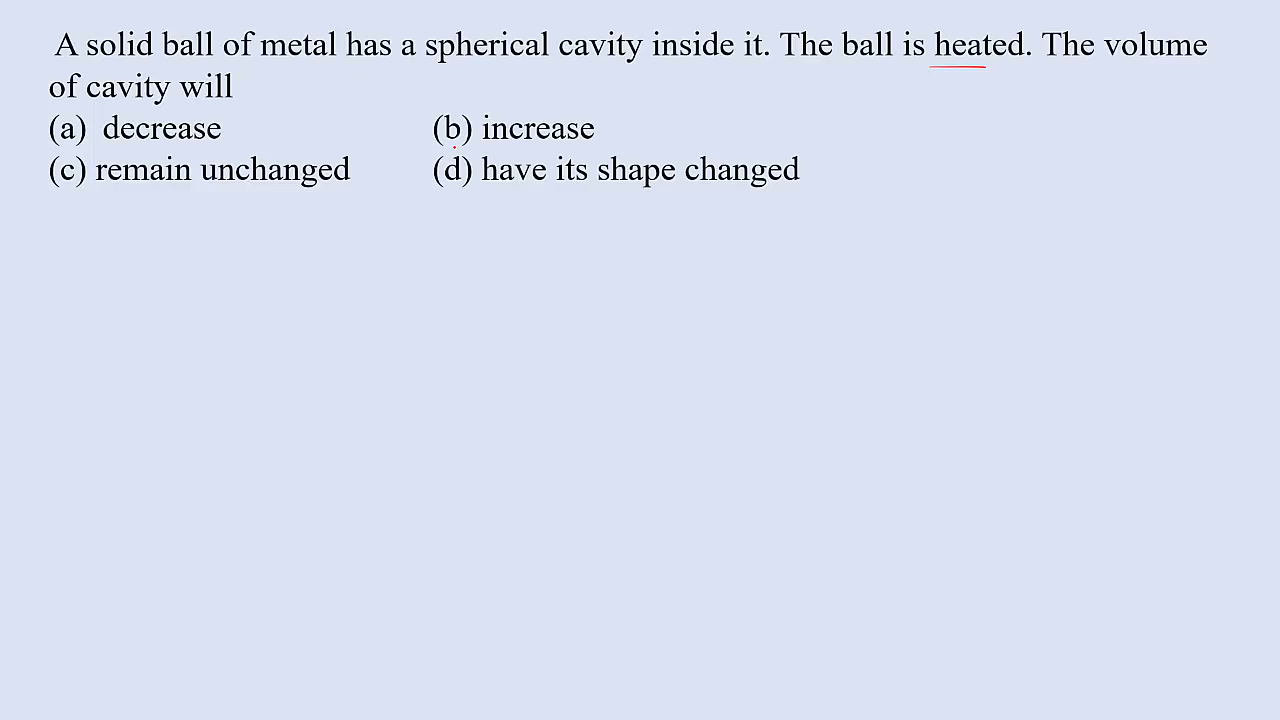 A solid ball of metal has a spherical cavity inside it. The ball is heated. The volume
of cavity will
(a) decrease (b) increase
(c) remain unchanged (d) have its shape changed